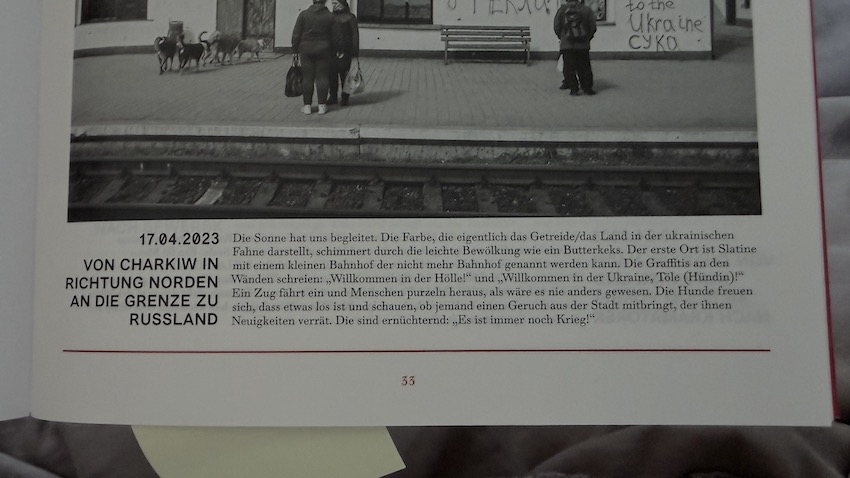 to the
Ukraine
СУКО
17.04.2023
VON CHARKIW IN
RICHTUNG NORDEN
AN DIE GRENZE ZU
RUSSLAND
Die Sonne hat uns begleitet. Die Farbe, die eigentlich das Getreide/das Land in der ukrainischen
Fahne darstellt, schimmert durch die leichte Bewölkung wie ein Butterkeks. Der erste Ort ist Slatine
mit einem kleinen Bahnhof der nicht mehr Bahnhof genannt werden kann. Die Graffitis an den
Wänden schreien: „Willkommen in der Hölle!“ und „Willkommen in der Ukraine, Töle (Hündin)!“
Ein Zug fährt ein und Menschen purzeln heraus, als wäre es nie anders gewesen. Die Hunde freuen
sich, dass etwas los ist und schauen, ob jemand einen Geruch aus der Stadt mitbringt, der ihnen
Neuigkeiten verrät. Die sind ernüchternd: „Es ist immer noch Krieg!“
33